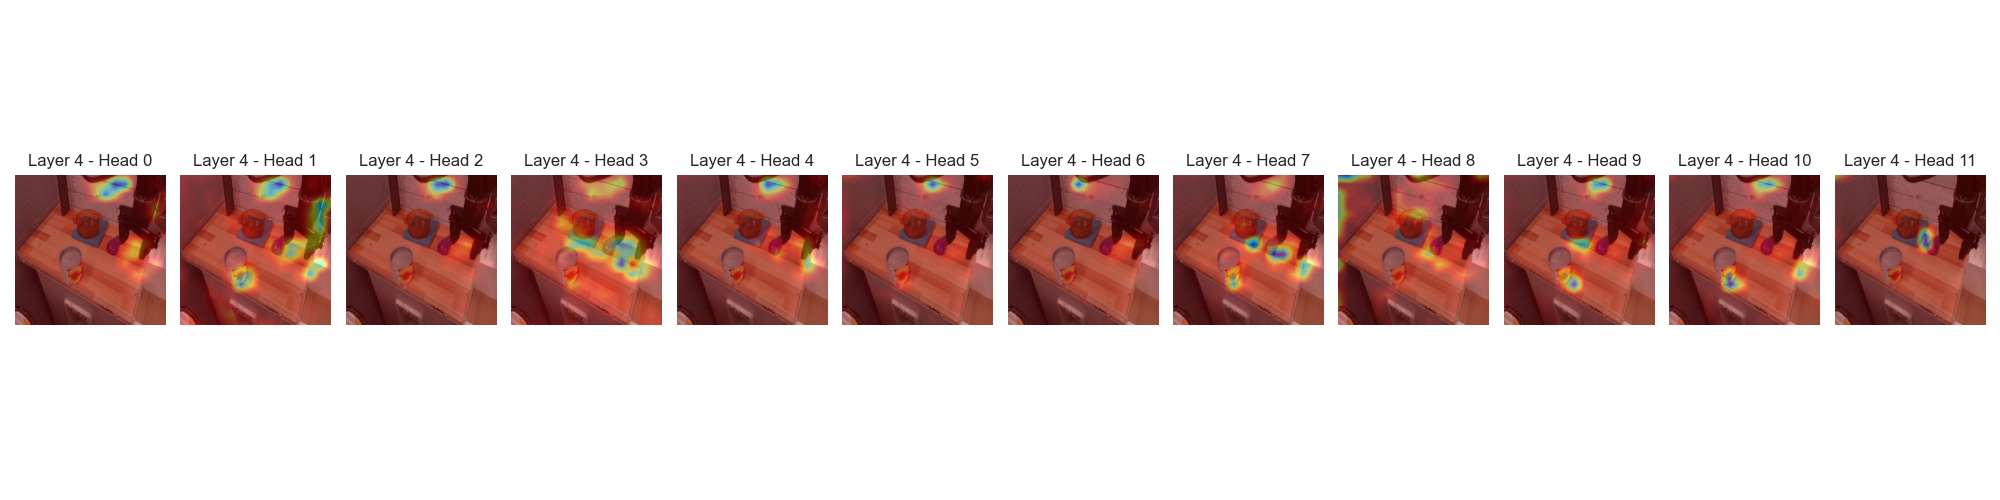 Layer 4 - Head 0
Layer 4 - Head 1
Layer 4 - Head 2
Layer 4 - Head 3
Layer 4 - Head 4
Layer 4 - Head 5
Layer 4 - Head 6
Layer 4 - Head 7
Layer 4 - Head 8
Layer 4 - Head 9
Layer 4 - Head 10
Layer 4 - Head 11